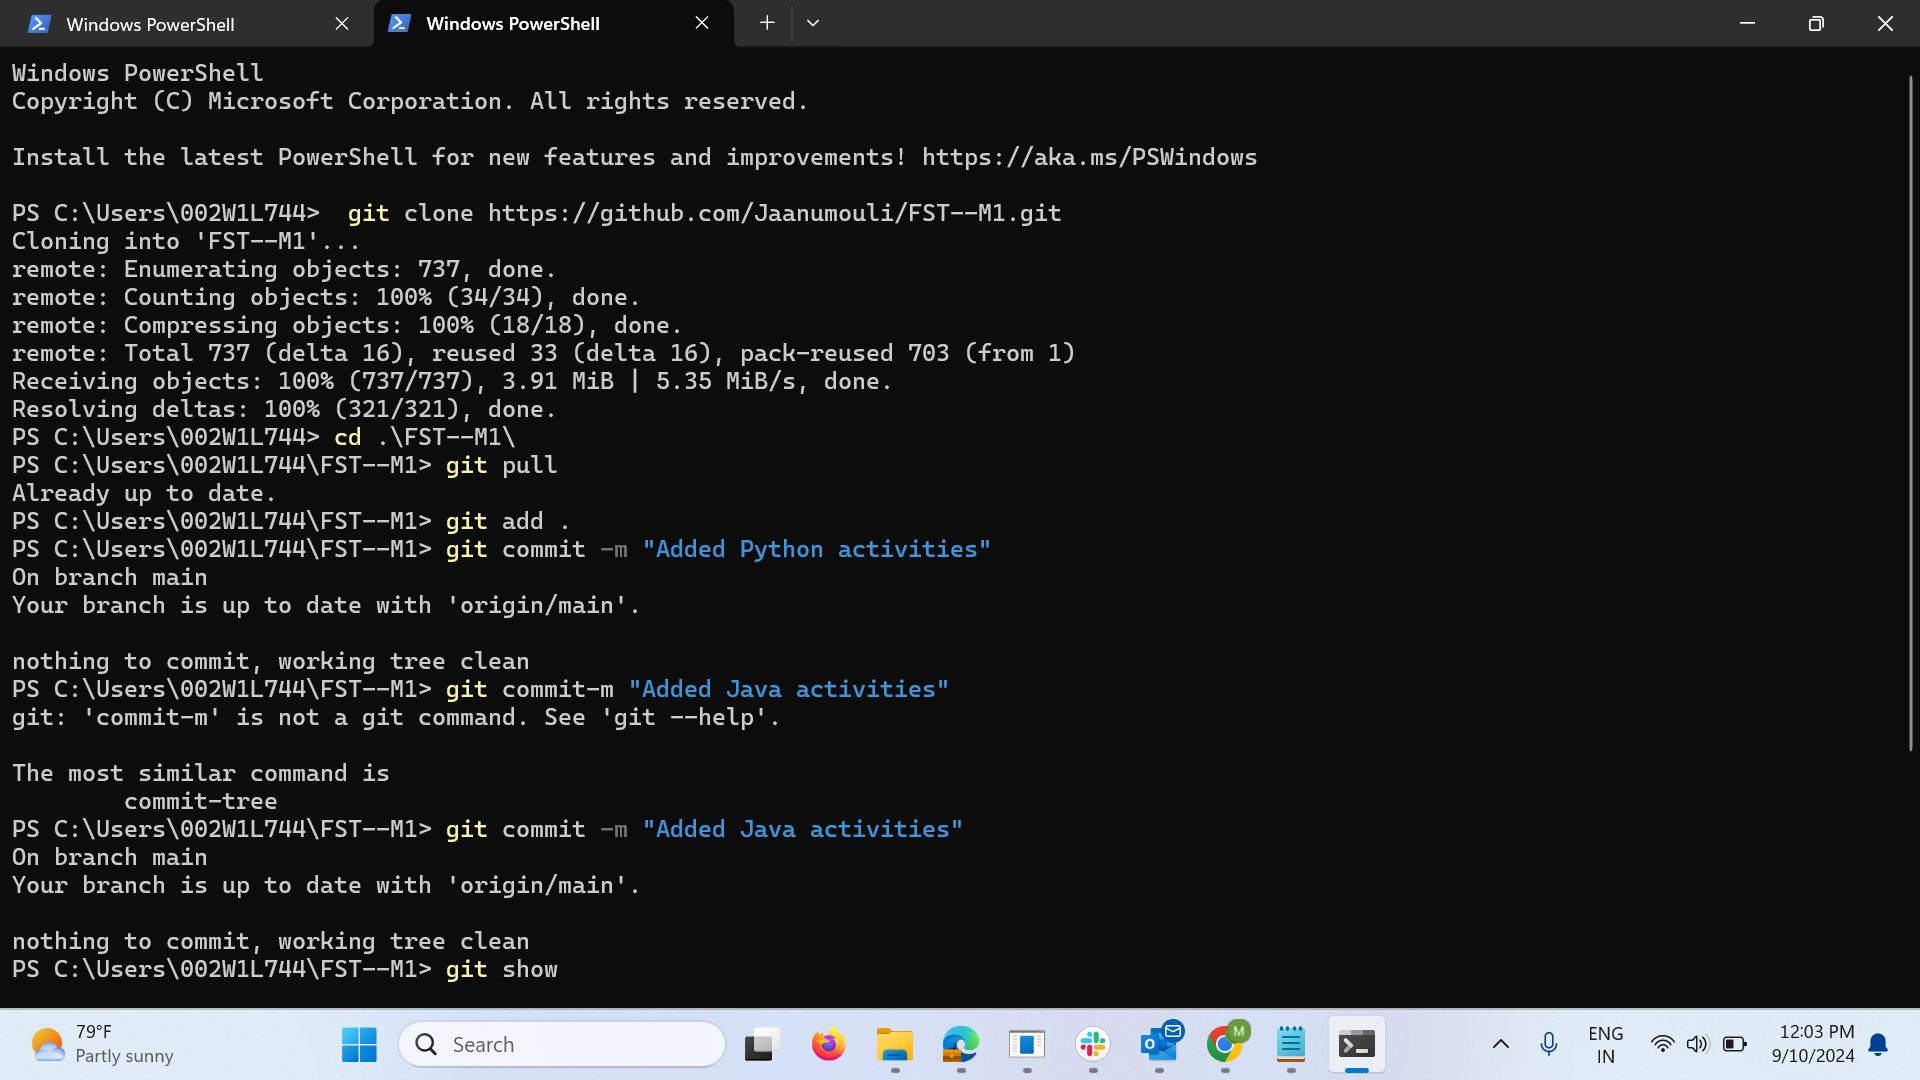 Windows PowerShell
Windows PowerShell
Windows PowerShell
Copyright (C) Microsoft Corporation. All rights reserved.
Install the latest PowerShell for new features and improvements! https://aka.ms/PSWindows
PS C:\Users\002W1L744>  git clone https://github.com/Jaanumouli/FST--M1.git
Cloning into 'FST--M1'...
remote: Enumerating objects: 737, done.
remote: Counting objects: 100% (34/34), done.
remote: Compressing objects: 100% (18/18), done.
remote: Total 737 (delta 16), reused 33 (delta 16), pack-reused 703 (from 1)
Receiving objects: 100% (737/737), 3.91 MiB | 5.35 MiB/s, done.
Resolving deltas: 100% (321/321), done.
PS C:\Users\002W1L744> cd .\FST--M1\
PS C:\Users\002W1L744\FST--M1> git pull
Already up to date.
PS C:\Users\002W1L744\FST--M1> git add .
PS C:\Users\002W1L744\FST--M1> git commit -m "Added Python activities"
On branch main
Your branch is up to date with 'origin/main'.
nothing to commit, working tree clean
PS C:\Users\002W1L744\FST--M1> git commit-m "Added Java activities"
git: 'commit-m' is not a git command. See 'git --help'.
The most similar command is
        commit-tree
PS C:\Users\002W1L744\FST--M1> git commit -m "Added Java activities"
On branch main
Your branch is up to date with 'origin/main'.
nothing to commit, working tree clean
PS C:\Users\002W1L744\FST--M1> git show
79°F
Partly sunny
Search
M
ENG
IN
12:03 PM
9/10/2024